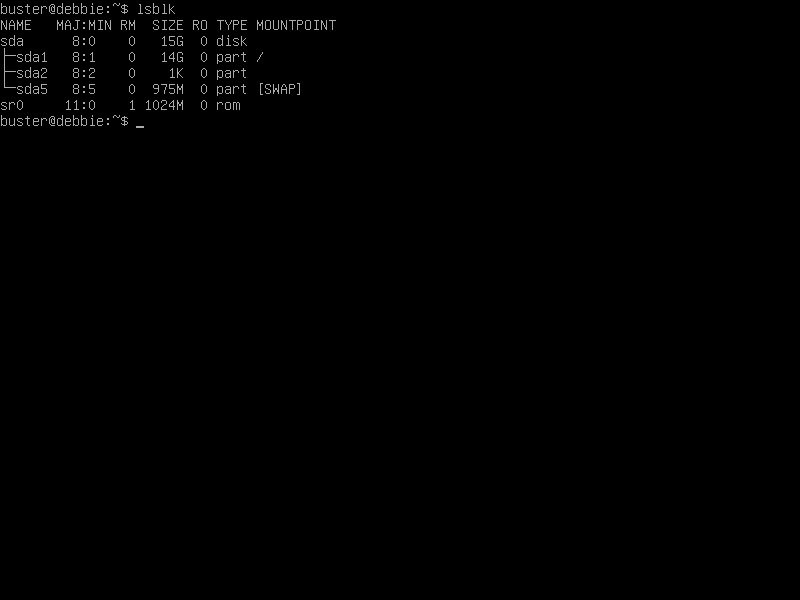 buster@debbie:~$ lsblk
NAME   MAJ:MIN RM  SIZE RO TYPE MOUNTPOINT
sda      8:0    0   15G  0 disk
├─sda1   8:1    0   14G  0 part /
├─sda2   8:2    0    1K  0 part
└─sda5   8:5    0  975M  0 part [SWAP]
sr0     11:0    1 1024M  0 rom
buster@debbie:~$ _